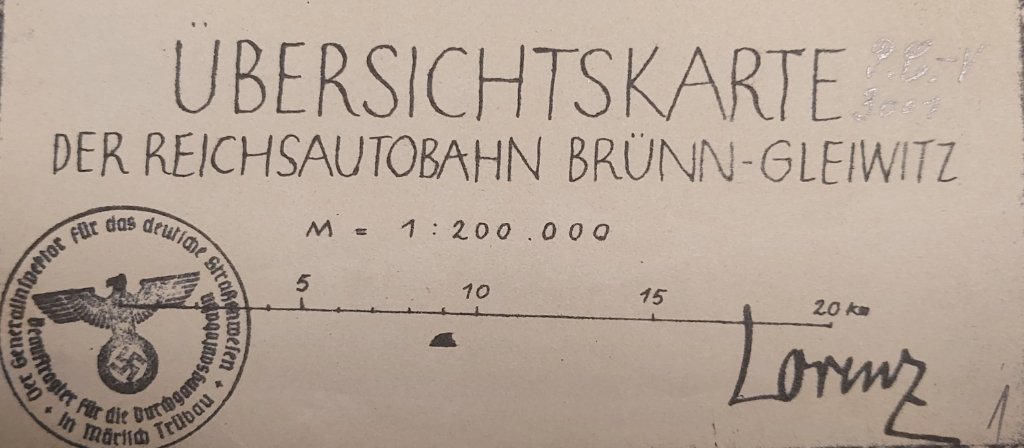 ÜBERSICHTSKARTE
DER REICHSAUTOBAHN BRÜNN-GLEIWITZ
M = 1:200.000
5 10 15 20 km
Der Generalinspektor für das deutsche Straßenwesen
Beauftragter für die Durchgangsautobahn
in Märisch Trübau
Lorenz
1